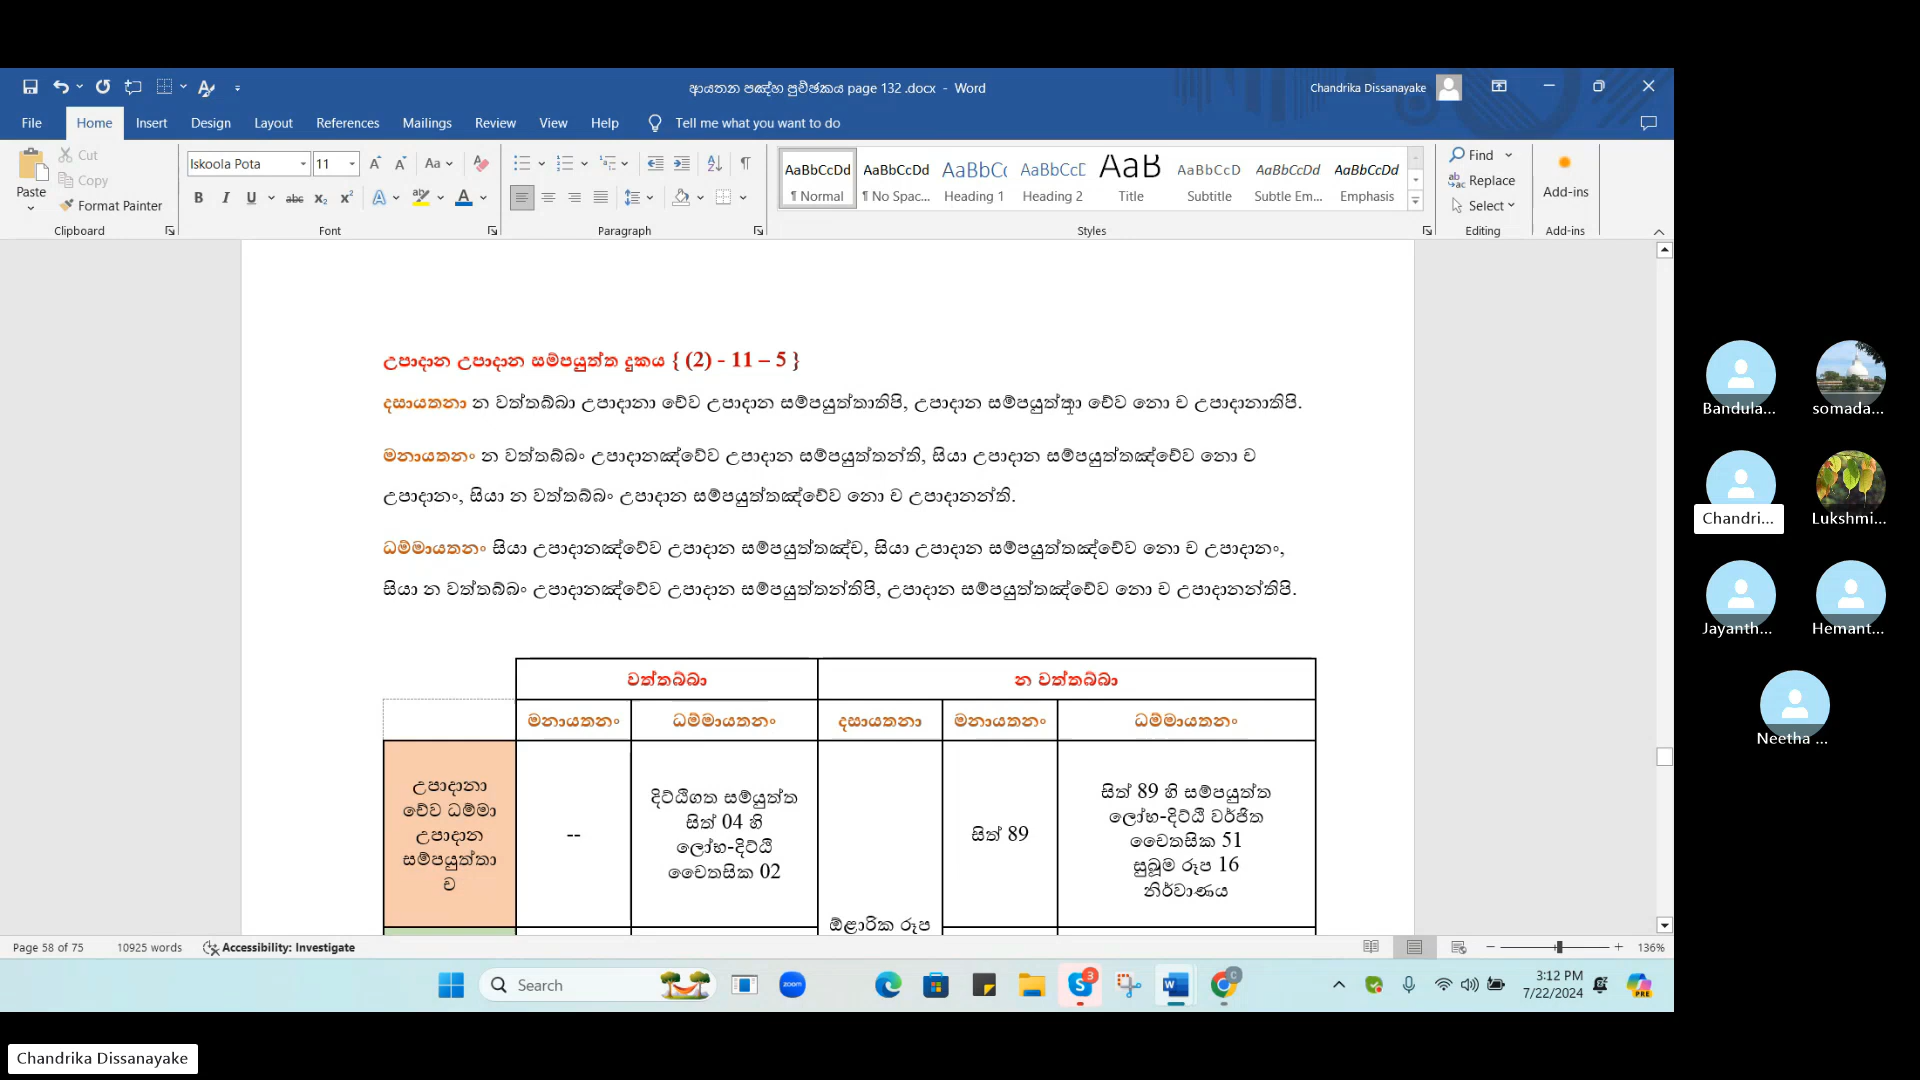 ආයතන පඤ්හ පුච්ඡකය page 132 .docx - Word
Chandrika Dissanayake
File Home Insert Design Layout References Mailings Review View Help Tell me what you want to do
Paste
Cut
Copy
Format Painter
Clipboard
Iskoola Pota 11
Font
Paragraph
AaBbCcDd AaBbCcDd AaBbCc AaBbCcD AaB AaBbCcD AaBbCcDd AaBbCcDd
¶ Normal ¶ No Spac... Heading 1 Heading 2 Title Subtitle Subtle Em... Emphasis
Styles
Find
Replace
Select
Editing
Add-ins
Add-ins
උපාදාන උපාදාන සම්පයුත්ත දුකය { (2) - 11 – 5 }
දසායතනා න වත්තබ්බා උපාදානා චේව උපාදාන සම්පයුත්තාතිපි, උපාදාන සම්පයුත්තා චේව නො ච උපාදානාතිපි.
මනායතනං න වත්තබ්බං උපාදානඤ්චේව උපාදාන සම්පයුත්තන්ති, සියා උපාදාන සම්පයුත්තඤ්චේව නො ච
උපාදානං, සියා න වත්තබ්බං උපාදාන සම්පයුත්තඤ්චේව නො ච උපාදානන්ති.
ධම්මායතනං සියා උපාදානඤ්චේව උපාදාන සම්පයුත්තඤ්ච, සියා උපාදාන සම්පයුත්තඤ්චේව නො ච උපාදානං,
සියා න වත්තබ්බං උපාදානඤ්චේව උපාදාන සම්පයුත්තන්තිපි, උපාදාන සම්පයුත්තඤ්චේව නො ච උපාදානන්තිපි.
වත්තබ්බා න වත්තබ්බා
මනායතනං ධම්මායතනං දසායතනා මනායතනං ධම්මායතනං
උපාදානා
චේව ධම්මා
උපාදාන
සම්පයුත්තා
ච
--
දිට්ඨිගත සම්යුත්ත
සිත් 04 හි
ලෝභ-දිට්ඨි
චෛතසික 02
ඕළාරික රූප
සිත් 89
සිත් 89 හි සම්පයුත්ත
ලෝභ-දිට්ඨි වර්ජිත
චෛතසික 51
සුඛුම රූප 16
නිර්වාණය
Page 58 of 75 10925 words Accessibility: Investigate 136%
Search
zoom
3:12 PM
7/22/2024
Bandula... somada...
Chandri... Lukshmi...
Jayanth... Hemant...
Neetha ...
Chandrika Dissanayake